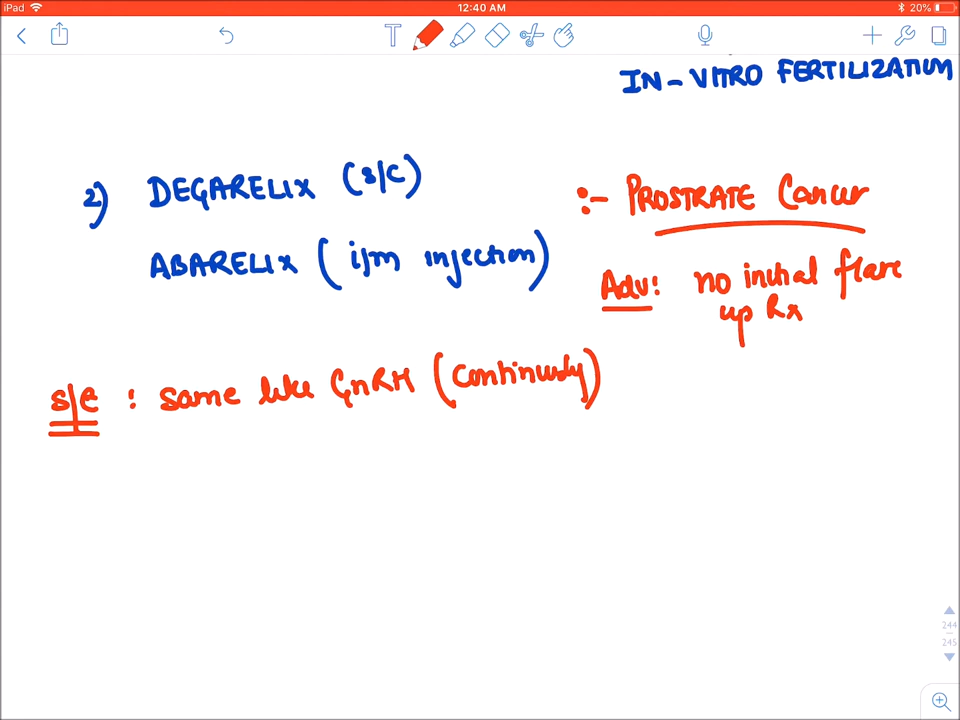 iPad 12:40 AM 20%
T
IN-VITRO FERTILIZATION
2) DEGARELIX (S/C) :- PROSTRATE Cancer
ABARELIX (i/m injection)
Adv: no initial flare
up Rx
S/E : same like GnRH (continuously)
244
245